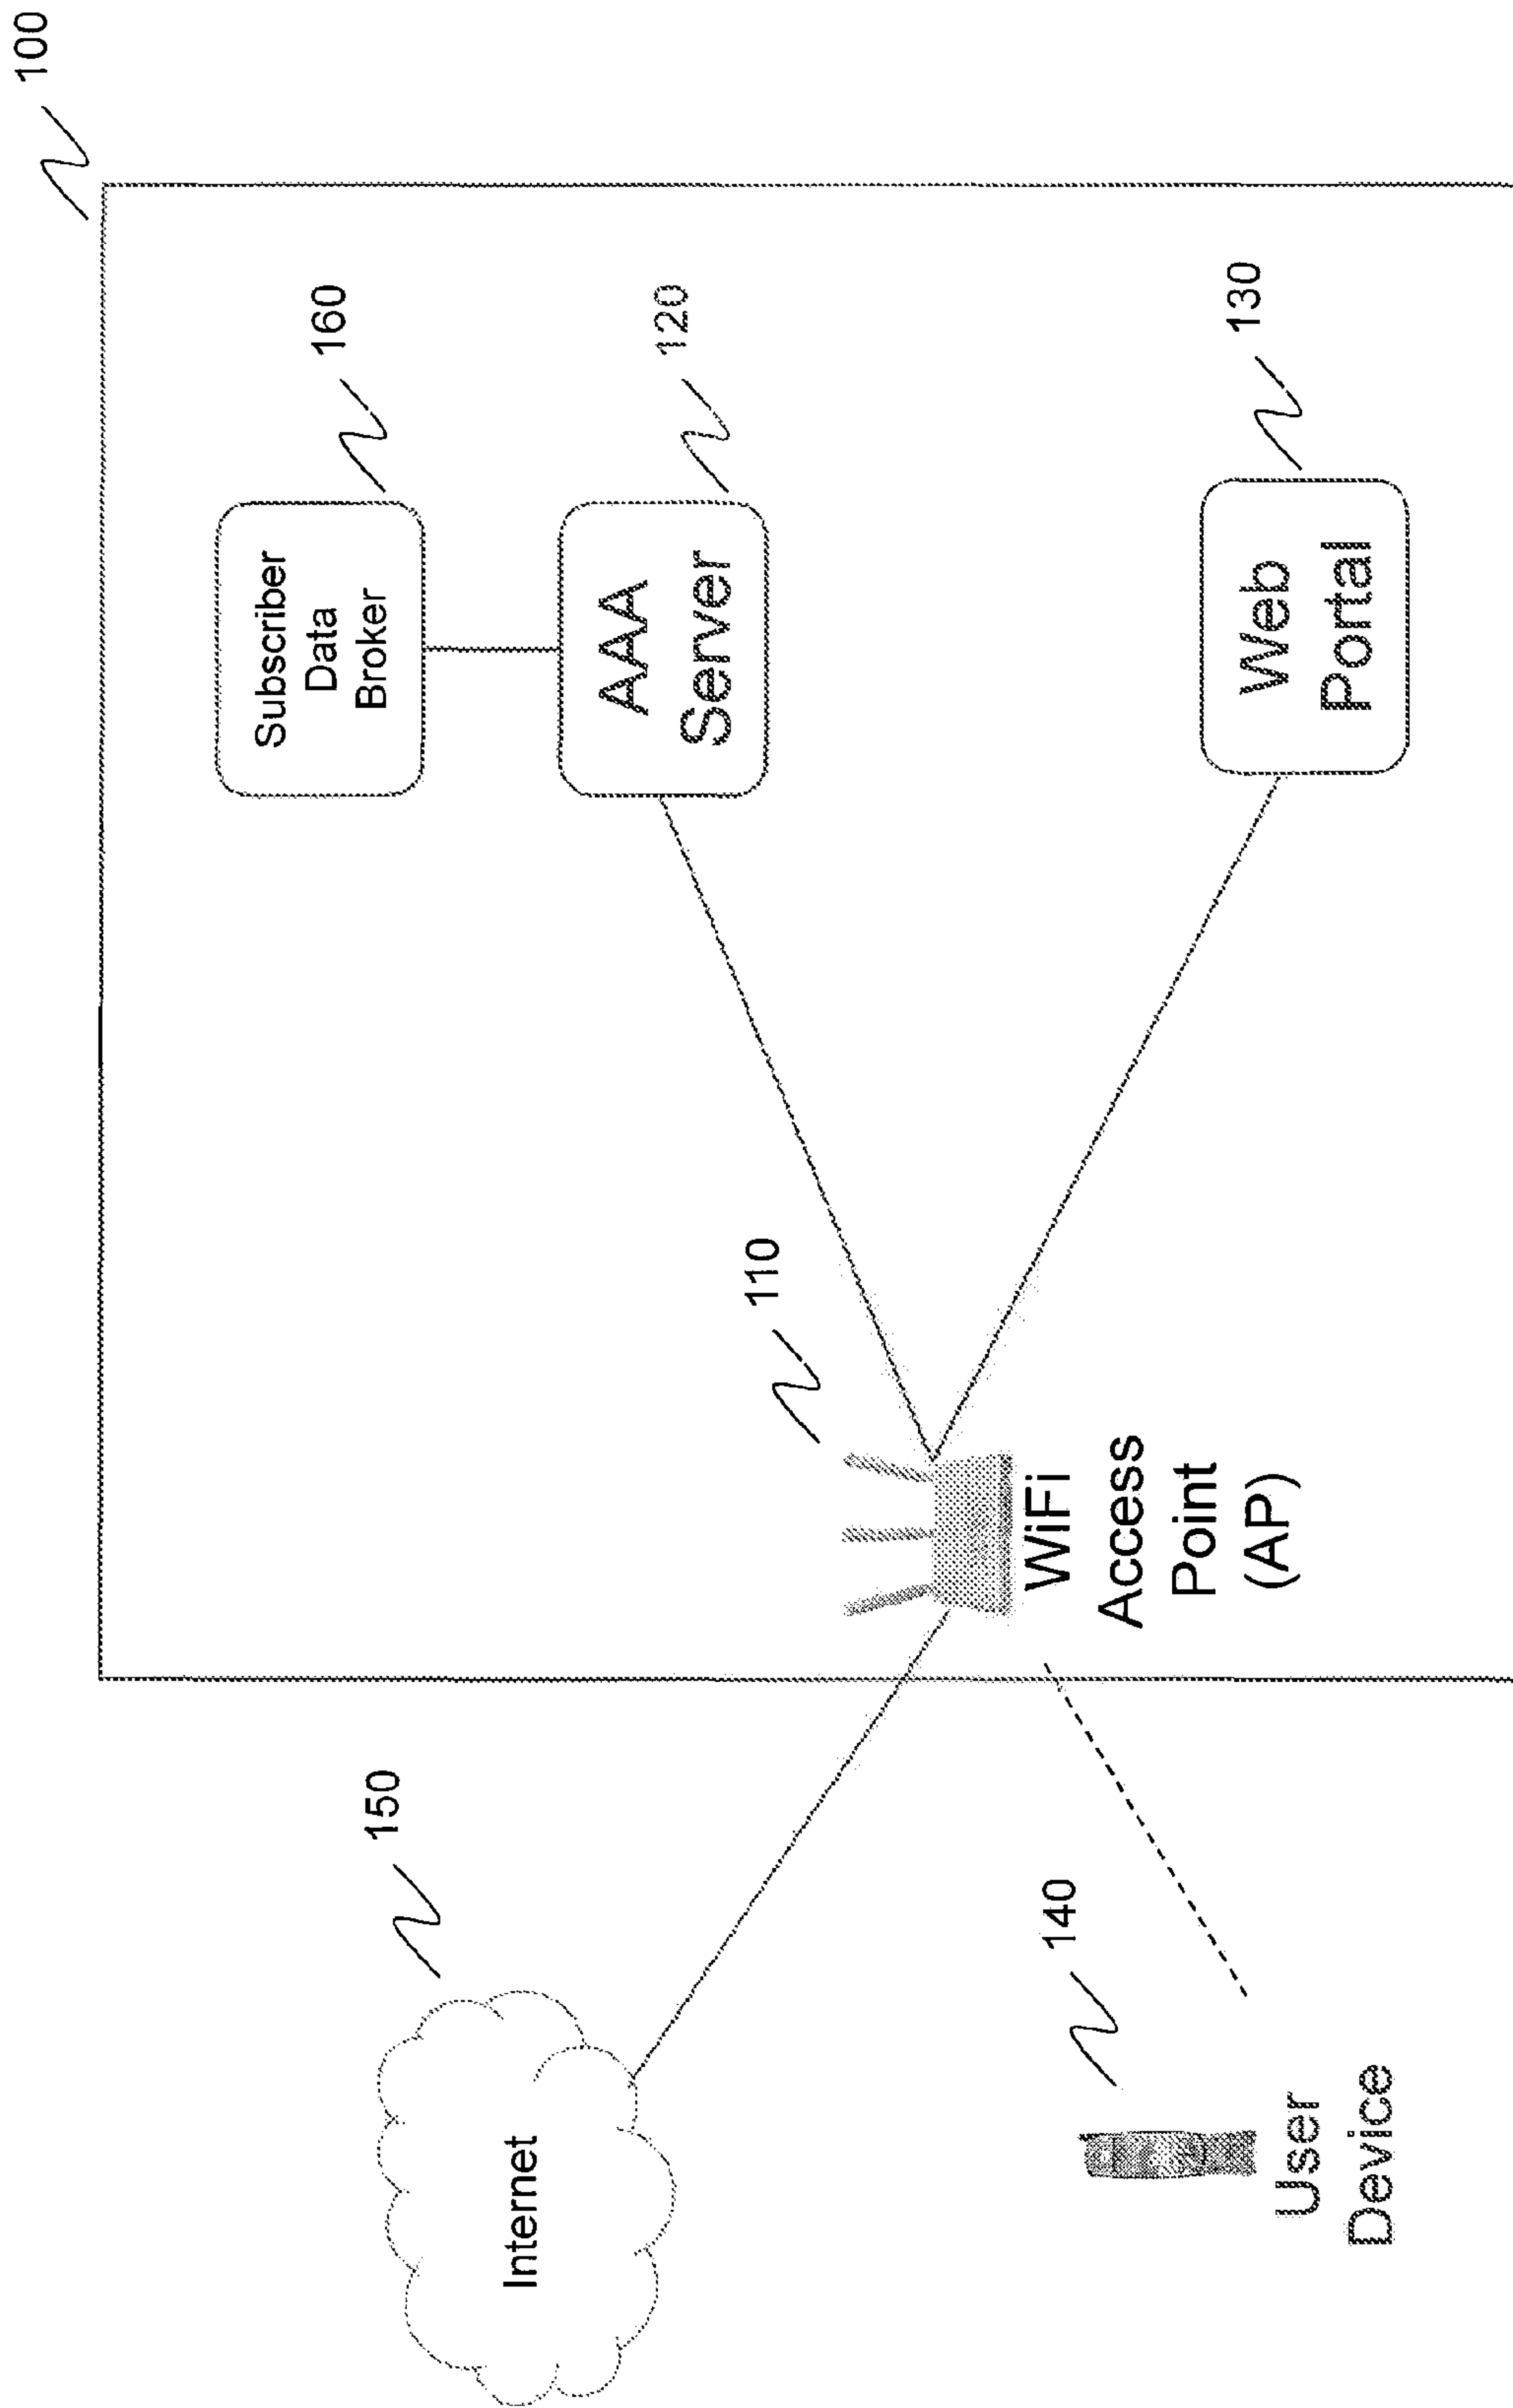 100
Subscriber
Data
Broker
160
AAA
Server
120
Web
Portal
130
110
WiFi
Access
Point
(AP)
150
Internet
140
User
Device